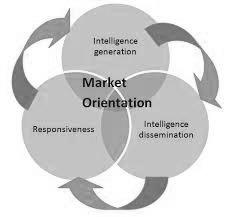 Intelligence
generation
Market
Orientation
Responsiveness
Intelligence
dissemination